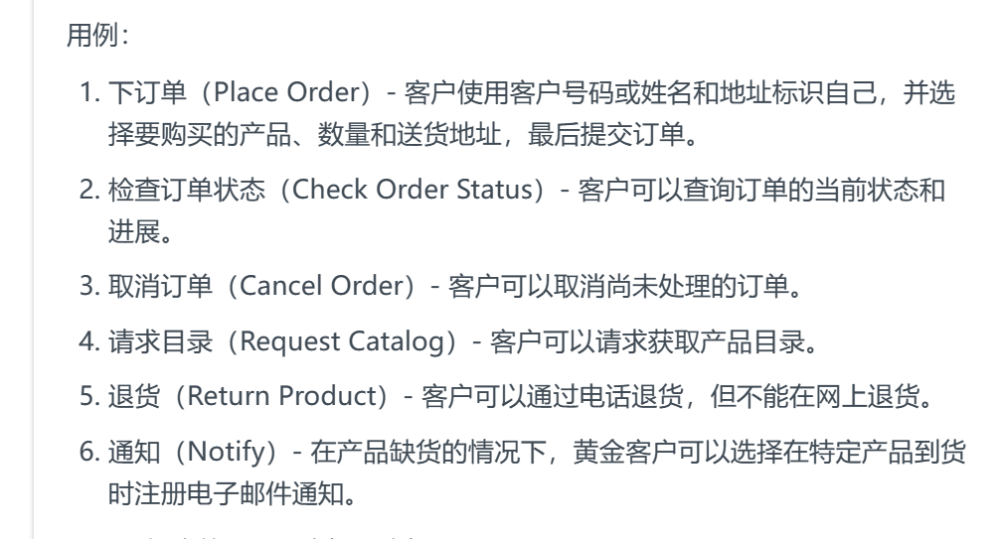 用例：
1. 下订单（Place Order）- 客户使用客户号码或姓名和地址标识自己，并选
择要购买的产品、数量和送货地址，最后提交订单。
2. 检查订单状态（Check Order Status）- 客户可以查询订单的当前状态和
进展。
3. 取消订单（Cancel Order）- 客户可以取消尚未处理的订单。
4. 请求目录（Request Catalog）- 客户可以请求获取产品目录。
5. 退货（Return Product）- 客户可以通过电话退货，但不能在网上退货。
6. 通知（Notify）- 在产品缺货的情况下，黄金客户可以选择在特定产品到货
时注册电子邮件通知。